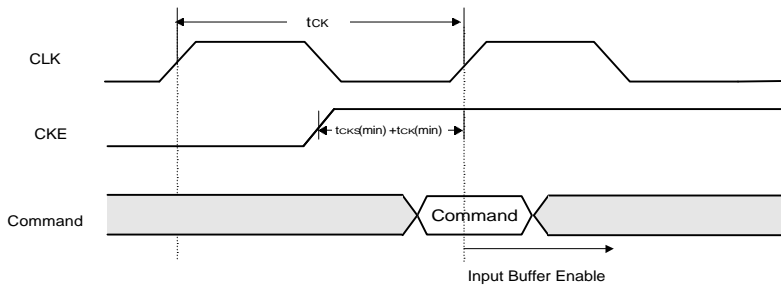 tCK
CLK
CKE
tCKS(min)+tCK(min)
Command
Command
Input Buffer Enable